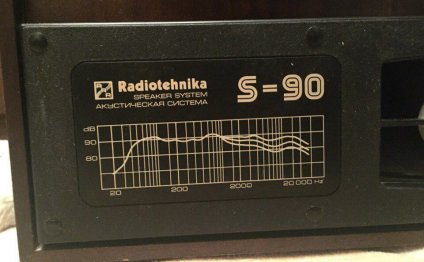 Radiotehnika
SPEAKER SYSTEM
АКУСТИЧЕСКАЯ СИСТЕМА
S-90
dB
90
80
20 200 2000 20 000 Hz